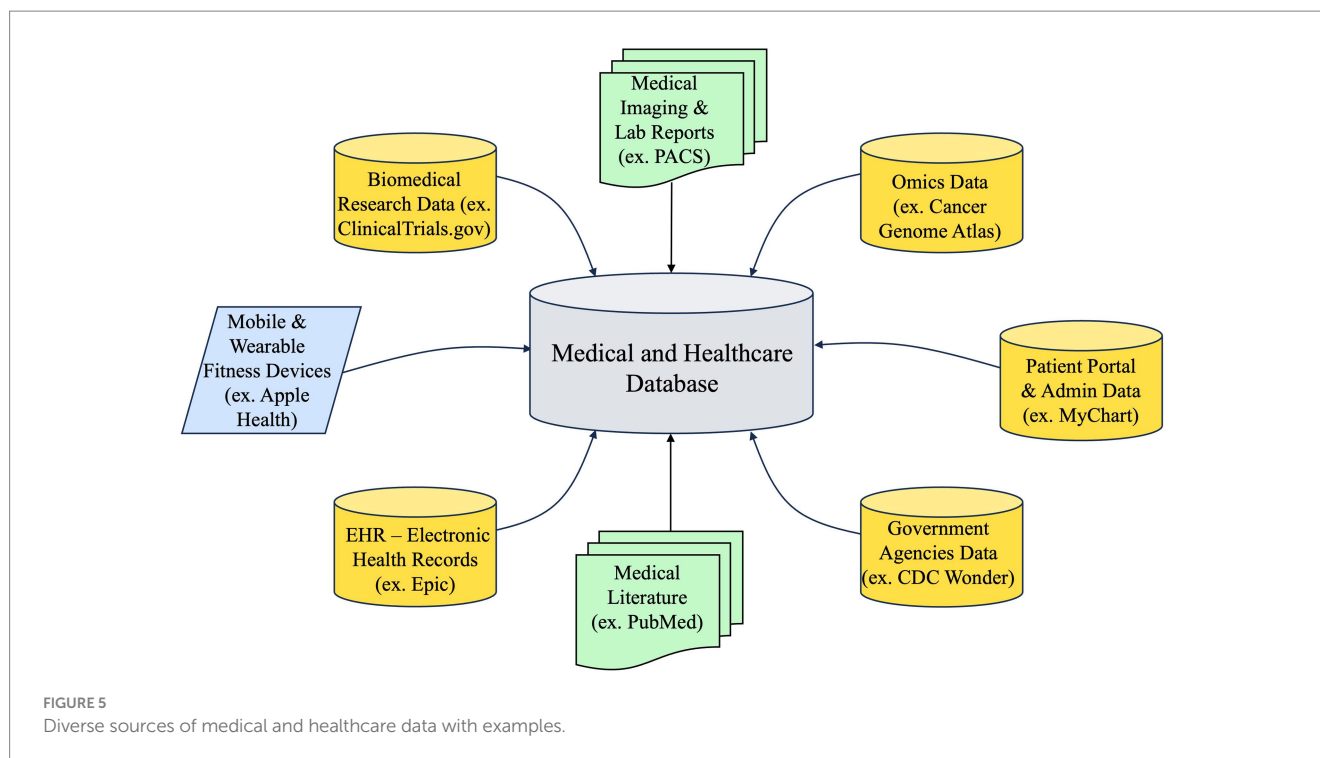 Medical
Imaging &
Lab Reports
(ex. PACS)
Biomedical
Research Data (ex.
ClinicalTrials.gov)
Omics Data
(ex. Cancer
Genome Atlas)
Mobile &
Wearable
Fitness Devices
(ex. Apple
Health)
Medical and Healthcare
Database
Patient Portal
& Admin Data
(ex. MyChart)
EHR – Electronic
Health Records
(ex. Epic)
Medical
Literature
(ex. PubMed)
Government
Agencies Data
(ex. CDC Wonder)
FIGURE 5
Diverse sources of medical and healthcare data with examples.